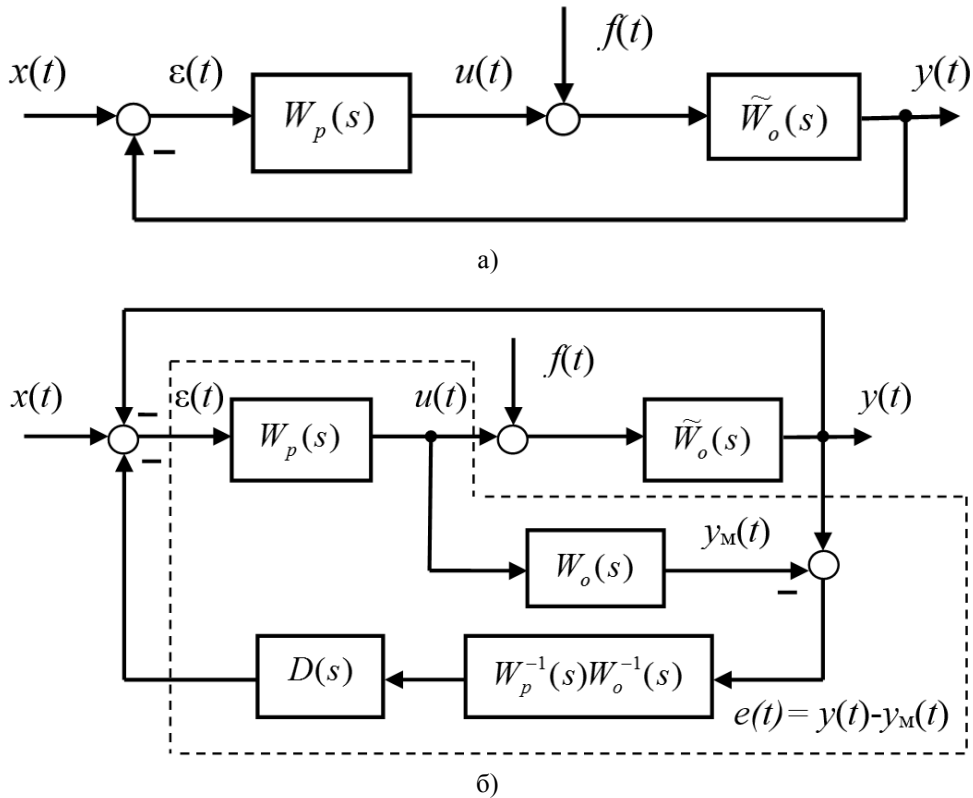 x(t) ε(t) u(t) f(t) y(t)
W_p(s) W̃_o(s)
−
а)
x(t) ε(t) u(t) f(t) y(t)
−
−
W_p(s) W̃_o(s)
W_o(s) y_м(t)
−
D(s) W_p^{-1}(s)W_o^{-1}(s)
e(t)= y(t)-y_м(t)
б)